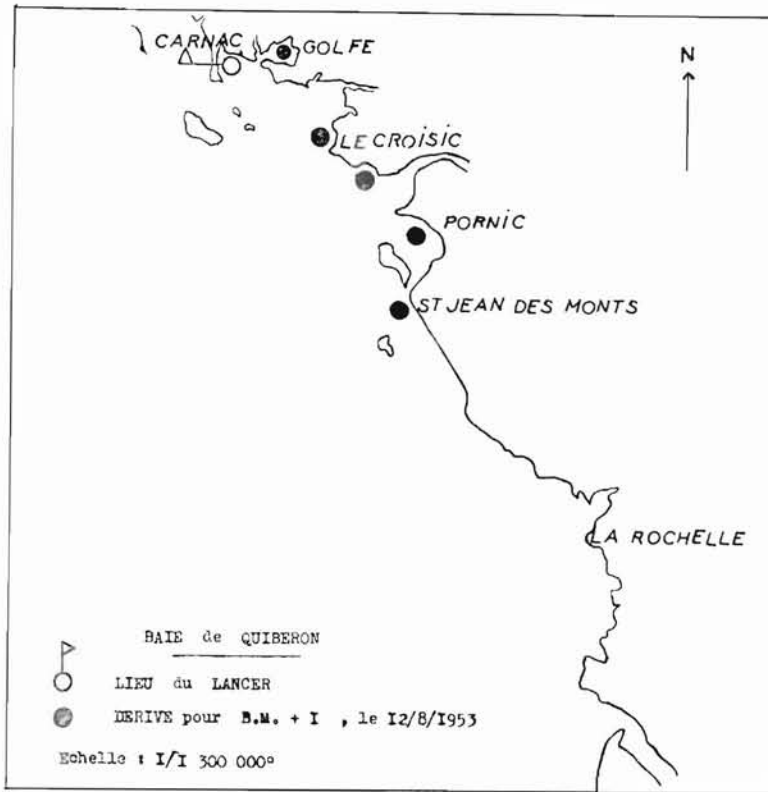 CARNAC
GOLFE
N
LE CROISIC
PORNIC
ST JEAN DES MONTS
LA ROCHELLE
BAIE de QUIBERON
LIEU du LANCER
DERIVE pour B.M. + I , le I2/8/I953
Echelle : I/I 300 000°